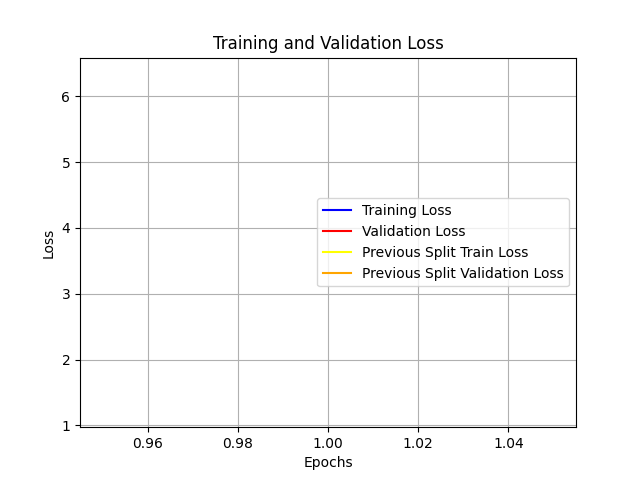 Training and Validation Loss
6
5
4
3
2
1
Loss
Training Loss
Validation Loss
Previous Split Train Loss
Previous Split Validation Loss
0.96
0.98
1.00
1.02
1.04
Epochs